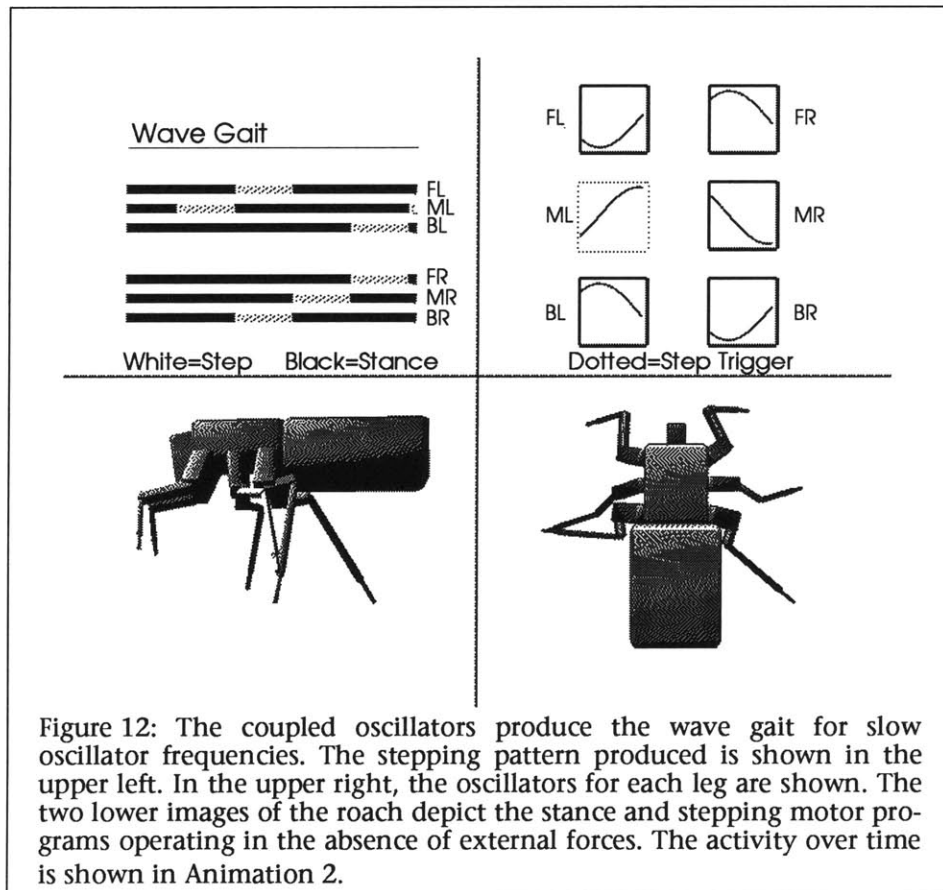 Wave Gait
FL
ML
BL
FR
MR
BR
White=Step Black=Stance
FL
FR
ML
MR
BL
BR
Dotted=Step Trigger
Figure 12: The coupled oscillators produce the wave gait for slow
oscillator frequencies. The stepping pattern produced is shown in the
upper left. In the upper right, the oscillators for each leg are shown. The
two lower images of the roach depict the stance and stepping motor pro-
grams operating in the absence of external forces. The activity over time
is shown in Animation 2.